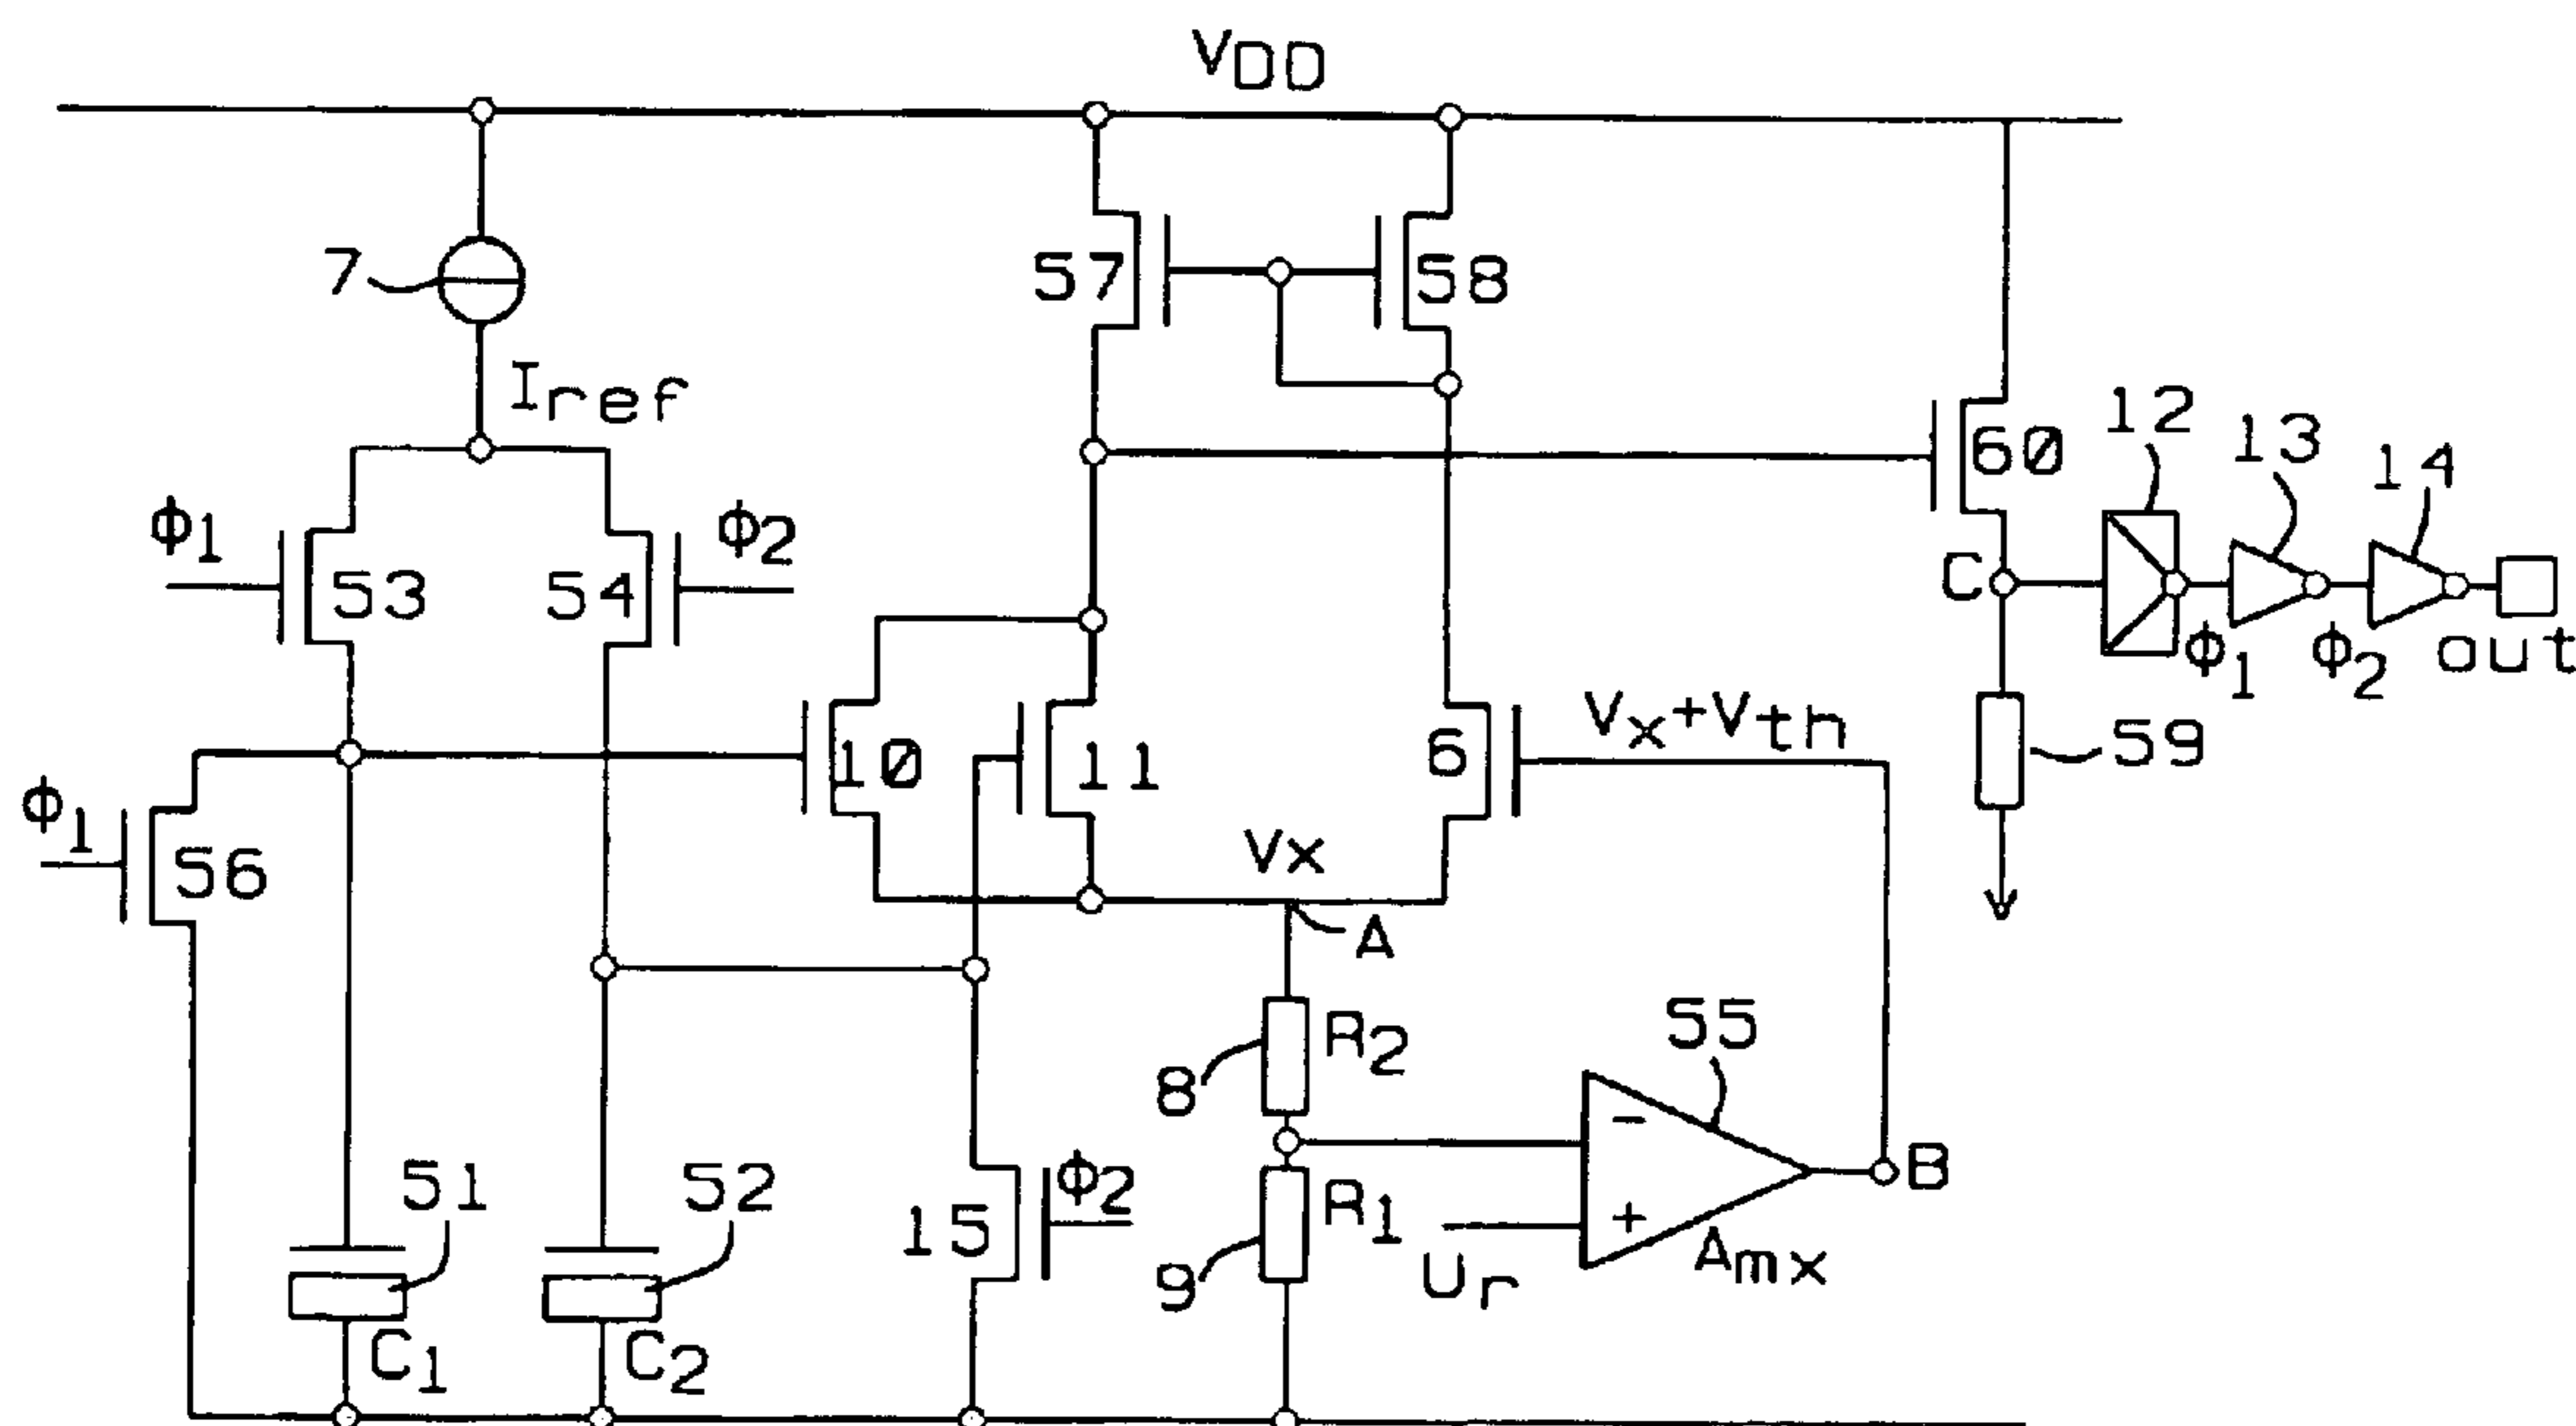 VDD
7
Iref
57
58
60
12
13
14
ϕ1
53
54
ϕ2
C
ϕ1
ϕ2
out
59
10
11
6
Vx+Vth
ϕ1
56
Vx
A
55
8
R2
51
52
15
ϕ2
9
R1
-
+
Ur
Amx
B
C1
C2